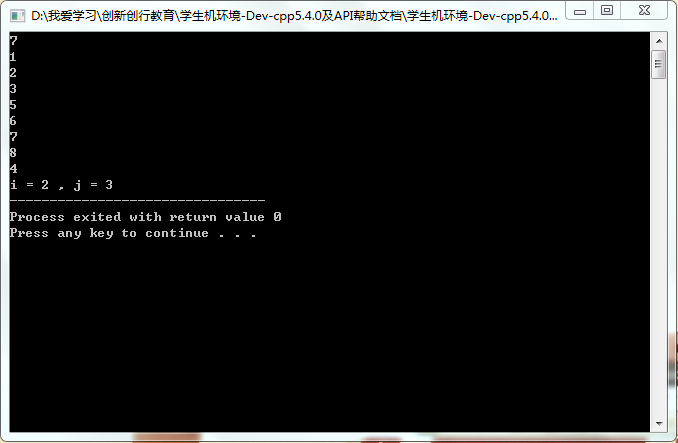 D:\我爱学习\创新创行教育\学生机环境-Dev-cpp5.4.0及API帮助文档\学生机环境-Dev-cpp5.4.0...
7
1
2
3
5
6
7
8
4
i = 2 , j = 3
--------------------------------
Process exited with return value 0
Press any key to continue . . .